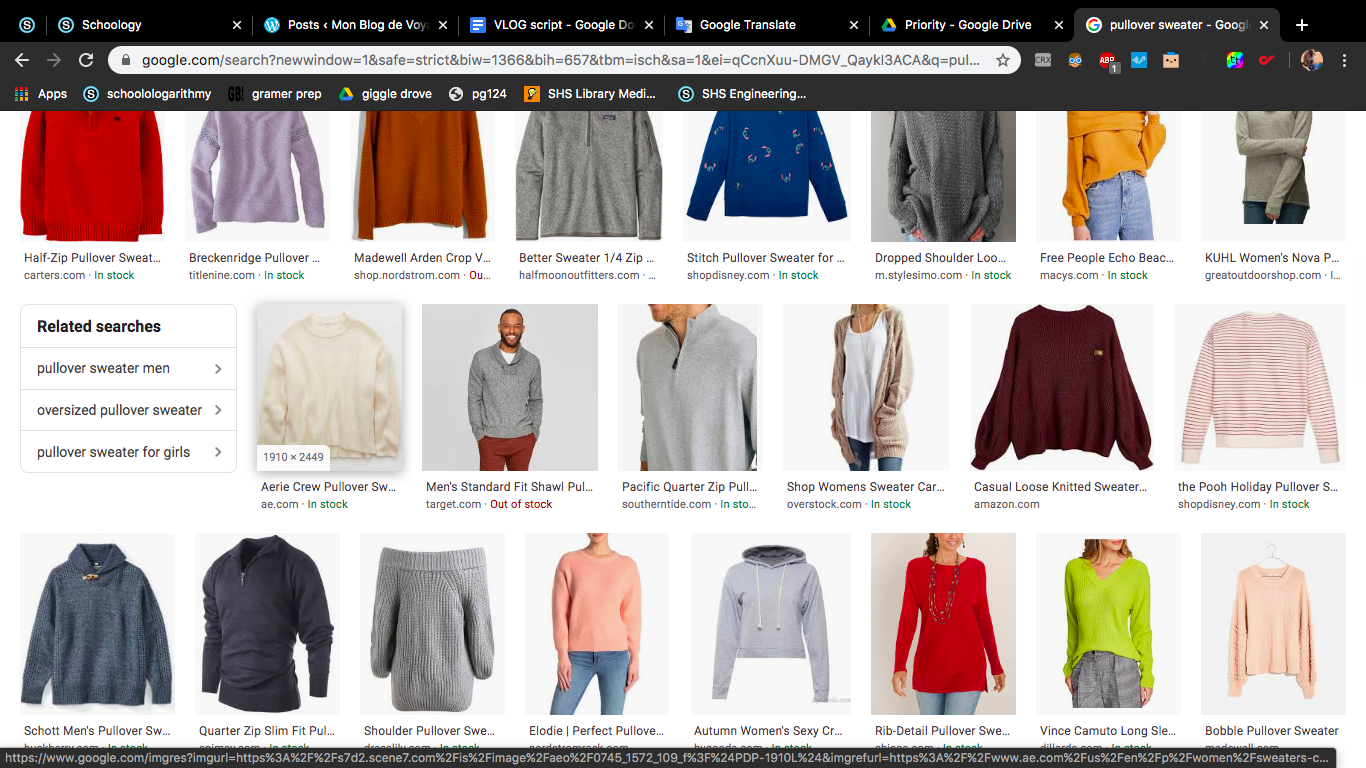 Schoology
Posts ‹ Mon Blog de Voya
VLOG script - Google Do
Google Translate
Priority - Google Drive
pullover sweater - Google
google.com/search?newwindow=1&safe=strict&biw=1366&bih=657&tbm=isch&sa=1&ei=qCcnXuu-DMGV_QaykI3ACA&q=pul...
CRX
ABP
1
Apps
schoolologarithmy
GB!
gramer prep
giggle drove
pg124
SHS Library Medi...
SHS Engineering...
Half-Zip Pullover Sweat...
carters.com · In stock
Breckenridge Pullover ...
titlenine.com · In stock
Madewell Arden Crop V...
shop.nordstrom.com · Ou...
Better Sweater 1/4 Zip ...
halfmoonoutfitters.com · ...
Stitch Pullover Sweater for ...
shopdisney.com · In stock
Dropped Shoulder Loo...
m.stylesimo.com · In stock
Free People Echo Beac...
macys.com · In stock
KUHL Women's Nova P...
greatoutdoorshop.com · I...
Related searches
pullover sweater men
oversized pullover sweater
pullover sweater for girls
1910 × 2449
Aerie Crew Pullover Sw...
ae.com · In stock
Men's Standard Fit Shawl Pul...
target.com · Out of stock
Pacific Quarter Zip Pull...
southerntide.com · In sto...
Shop Womens Sweater Car...
overstock.com · In stock
Casual Loose Knitted Sweater...
amazon.com
the Pooh Holiday Pullover S...
shopdisney.com · In stock
Schott Men's Pullover Sw...
Quarter Zip Slim Fit Pul...
Shoulder Pullover Swe...
Elodie | Perfect Pullove...
Autumn Women's Sexy Cr...
Rib-Detail Pullover Swe...
Vince Camuto Long Sle...
Bobble Pullover Sweater
https://www.google.com/imgres?imgurl=https%3A%2F%2Fs7d2.scene7.com%2Fis%2Fimage%2Faeo%2F0745_1572_109_f%3F%24PDP-1910L%24&imgrefurl=https%3A%2F%2Fwww.ae.com%2Fus%2Fen%2Fp%2Fwomen%2Fsweaters-c...